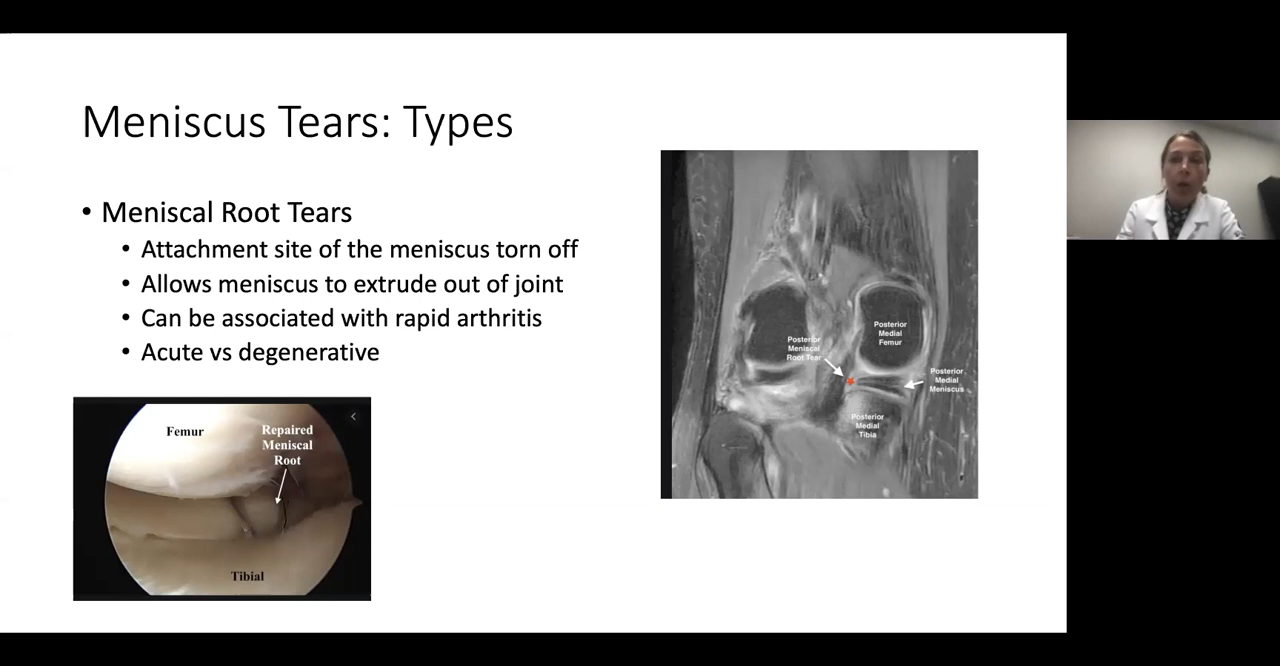 Meniscus Tears: Types
• Meniscal Root Tears
• Attachment site of the meniscus torn off
• Allows meniscus to extrude out of joint
• Can be associated with rapid arthritis
• Acute vs degenerative
Femur
Repaired
Meniscal
Root
Tibial
Posterior
Medial
Femur
Posterior
Meniscal
Root Tear
Posterior
Medial
Meniscus
Posterior
Medial
Tibia